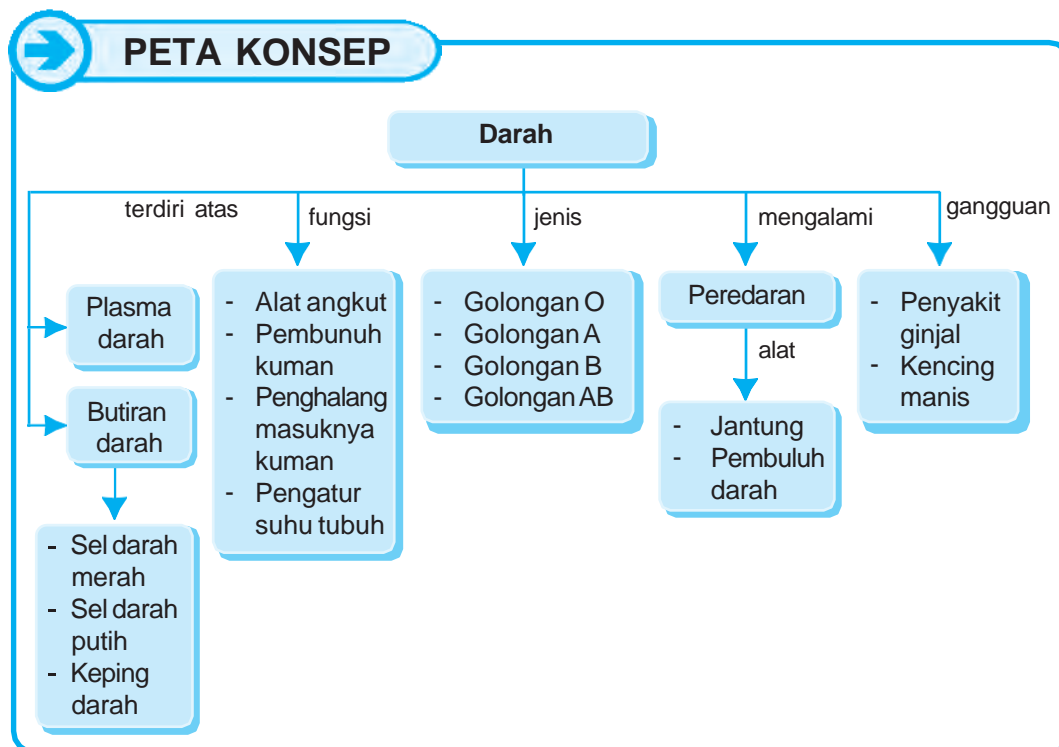 PETA KONSEP
Darah
terdiri atas
fungsi
jenis
mengalami
gangguan
Plasma
darah
Butiran
darah
- Sel darah
merah
- Sel darah
putih
- Keping
darah
- Alat angkut
- Pembunuh
kuman
- Penghalang
masuknya
kuman
- Pengatur
suhu tubuh
- Golongan O
- Golongan A
- Golongan B
- Golongan AB
Peredaran
alat
- Jantung
- Pembuluh
darah
- Penyakit
ginjal
- Kencing
manis